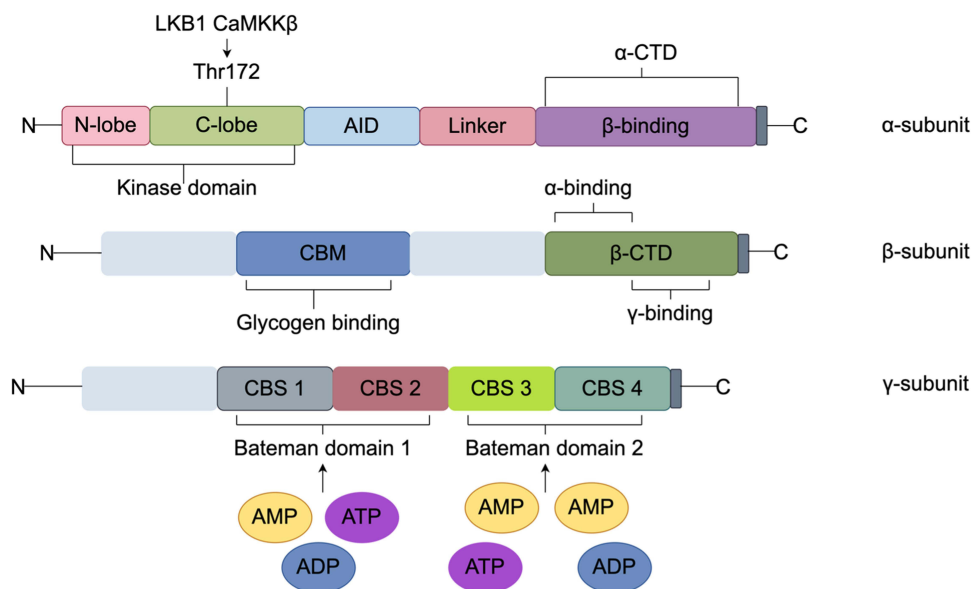 LKB1 CaMKKβ
Thr172
α-CTD
N N-lobe C-lobe AID Linker β-binding C α-subunit
Kinase domain
α-binding
N CBM β-CTD C β-subunit
Glycogen binding
γ-binding
N CBS 1 CBS 2 CBS 3 CBS 4 C γ-subunit
Bateman domain 1 Bateman domain 2
AMP ATP AMP AMP
ADP ATP ADP